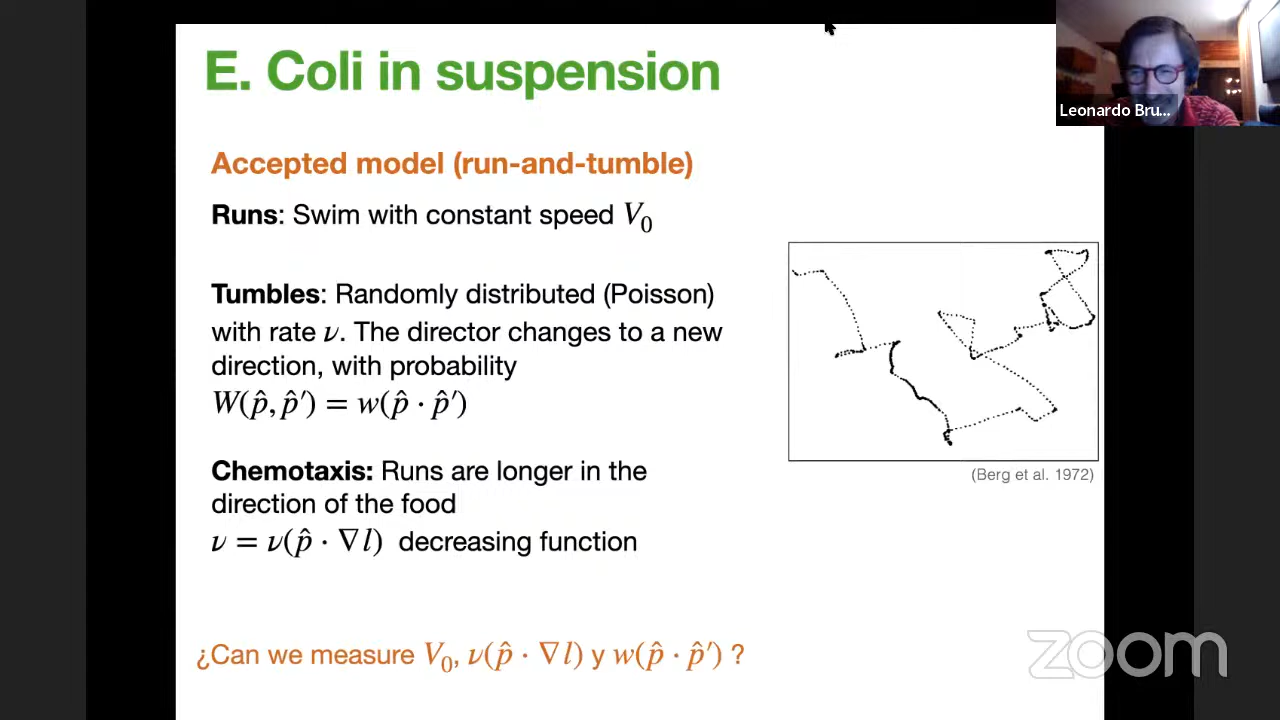 E. Coli in suspension
Leonardo Bru...
Accepted model (run-and-tumble)
Runs: Swim with constant speed V₀
Tumbles: Randomly distributed (Poisson)
with rate ν. The director changes to a new
direction, with probability
W(p̂, p̂′) = w(p̂ · p̂′)
(Berg et al. 1972)
Chemotaxis: Runs are longer in the
direction of the food
ν = ν(p̂ · ∇l) decreasing function
¿Can we measure V₀, ν(p̂ · ∇l) y w(p̂ · p̂′) ?
zoom